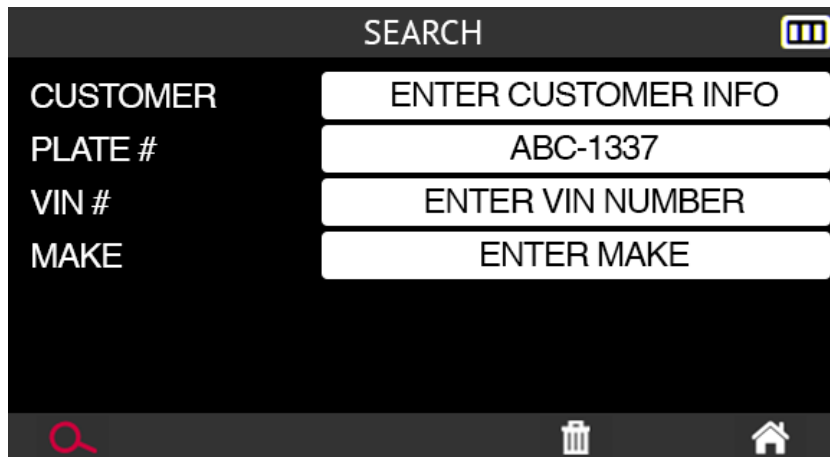 SEARCH
CUSTOMER ENTER CUSTOMER INFO
PLATE # ABC-1337
VIN # ENTER VIN NUMBER
MAKE ENTER MAKE